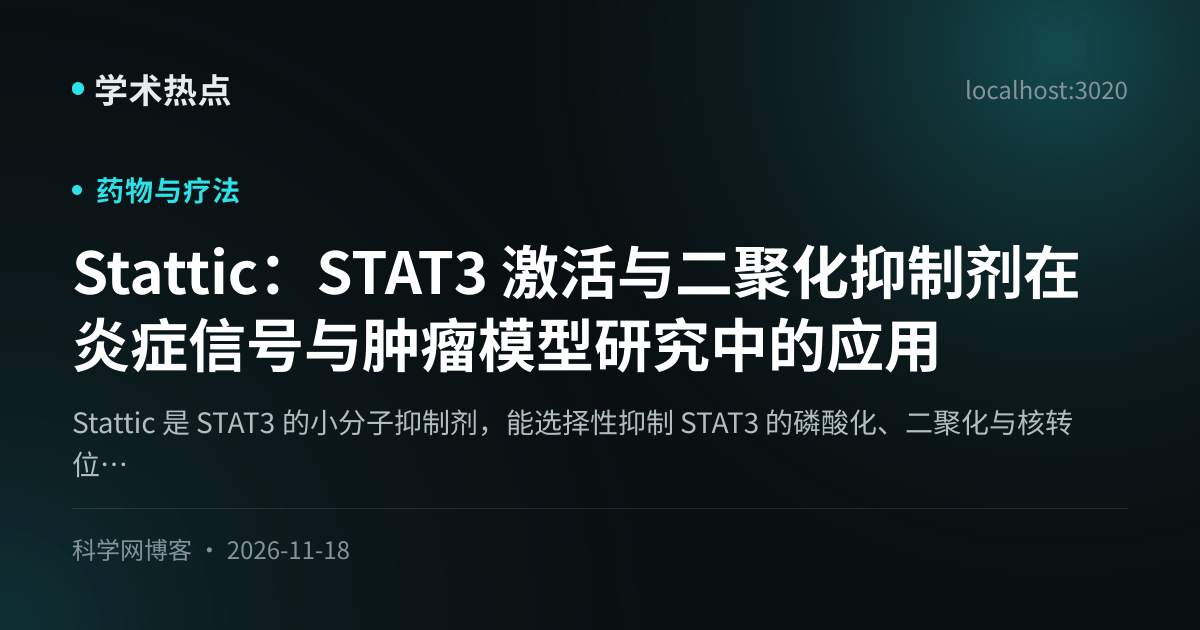 学术热点
localhost:3020
药物与疗法
Stattic：STAT3 激活与二聚化抑制剂在
炎症信号与肿瘤模型研究中的应用
Stattic 是 STAT3 的小分子抑制剂，能选择性抑制 STAT3 的磷酸化、二聚化与核转
位…
科学网博客 · 2026-11-18